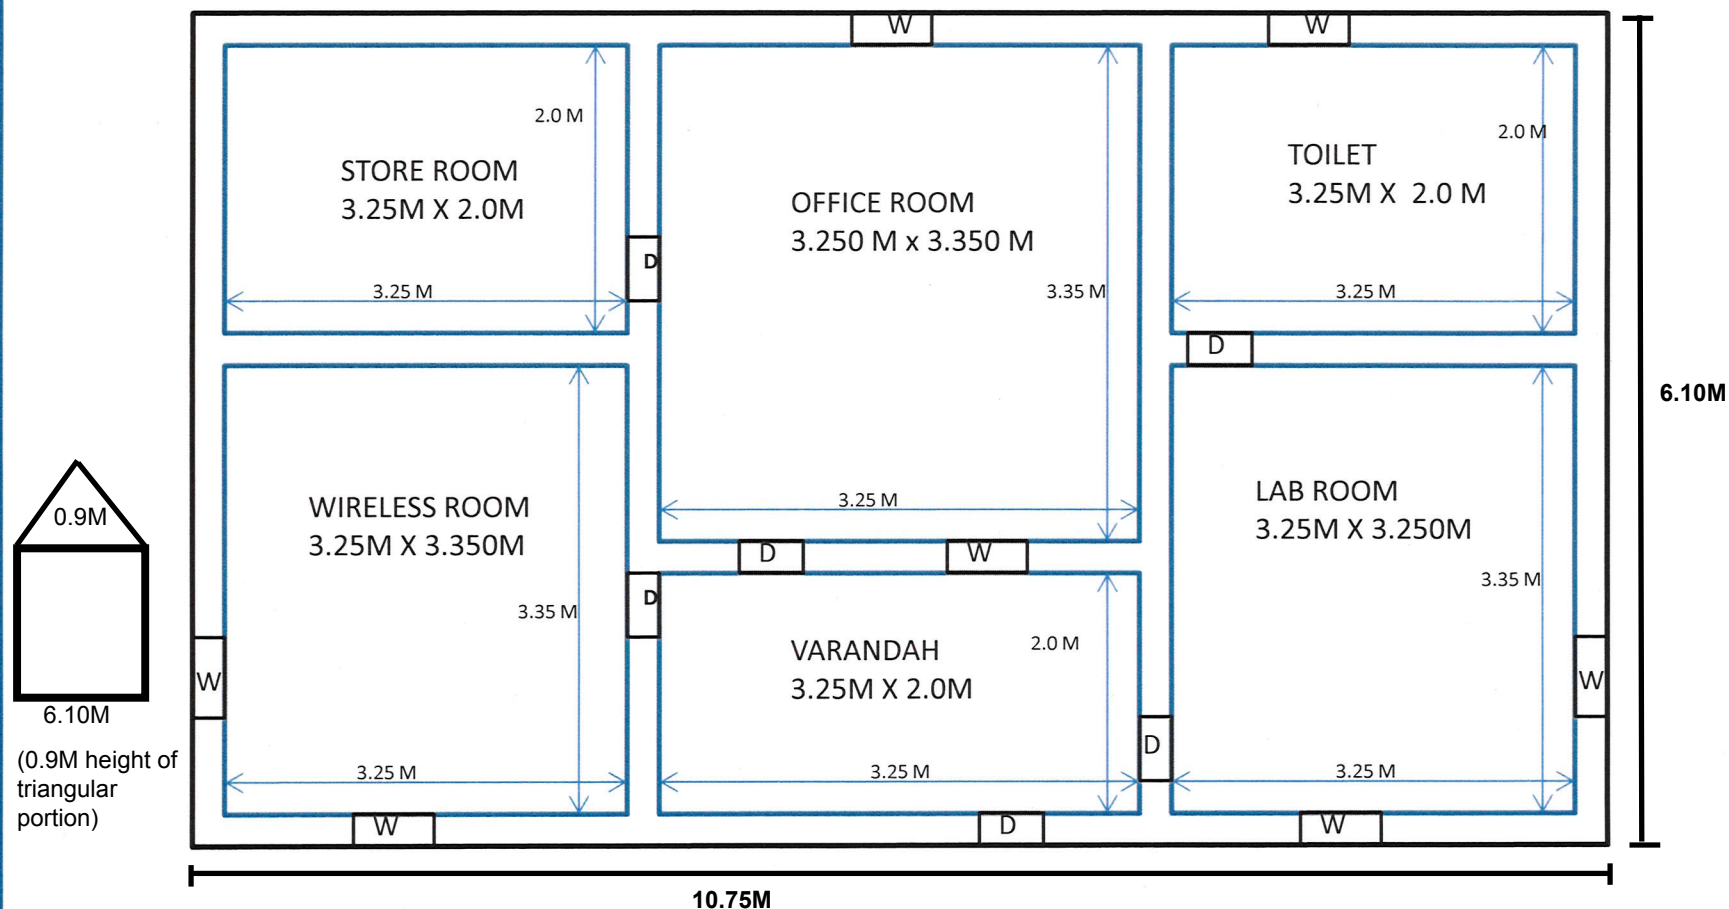 W
W
2.0 M
STORE ROOM
3.25M X 2.0M
D
3.25 M
OFFICE ROOM
3.250 M x 3.350 M
3.35 M
3.25 M
2.0 M
TOILET
3.25M X  2.0 M
3.25 M
D
6.10M
0.9M
6.10M
(0.9M height of
triangular
portion)
WIRELESS ROOM
3.25M X 3.350M
3.35 M
W
3.25 M
W
D
W
D
VARANDAH
3.25M X 2.0M
2.0 M
3.25 M
D
D
LAB ROOM
3.25M X 3.250M
3.35 M
W
3.25 M
W
10.75M